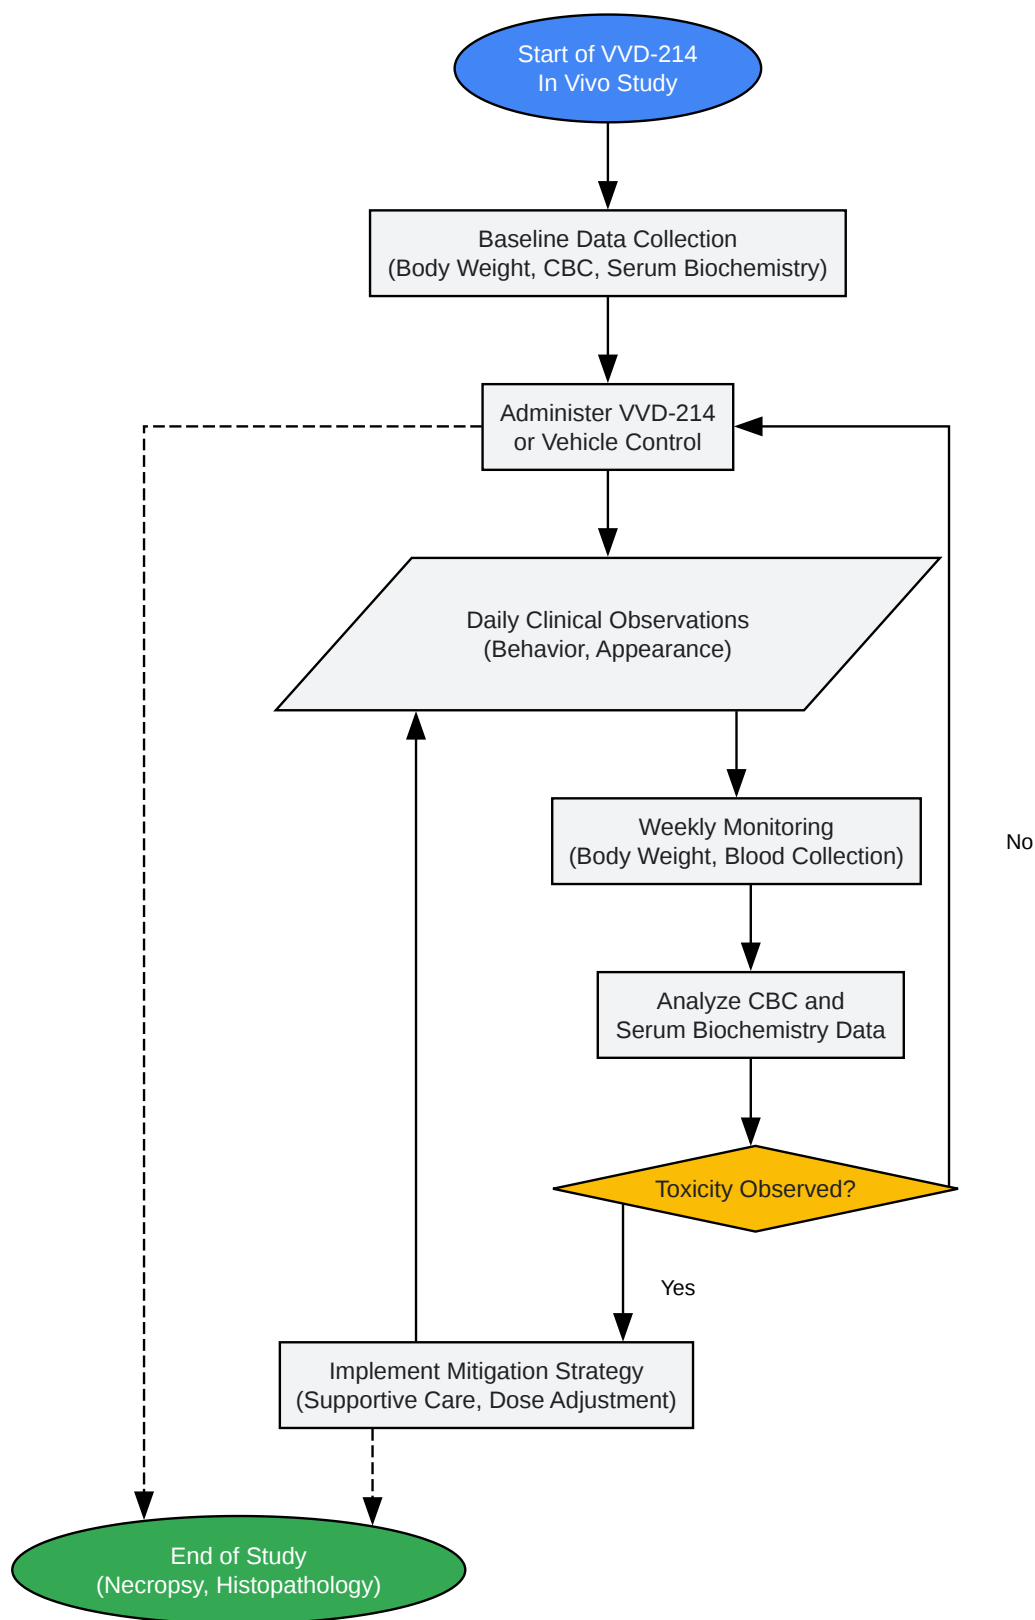 Start of VVD-214
In Vivo Study
Baseline Data Collection
(Body Weight, CBC, Serum Biochemistry)
Administer VVD-214
or Vehicle Control
Daily Clinical Observations
(Behavior, Appearance)
Weekly Monitoring
(Body Weight, Blood Collection)
No
Analyze CBC and
Serum Biochemistry Data
Toxicity Observed?
Yes
Implement Mitigation Strategy
(Supportive Care, Dose Adjustment)
End of Study
(Necropsy, Histopathology)